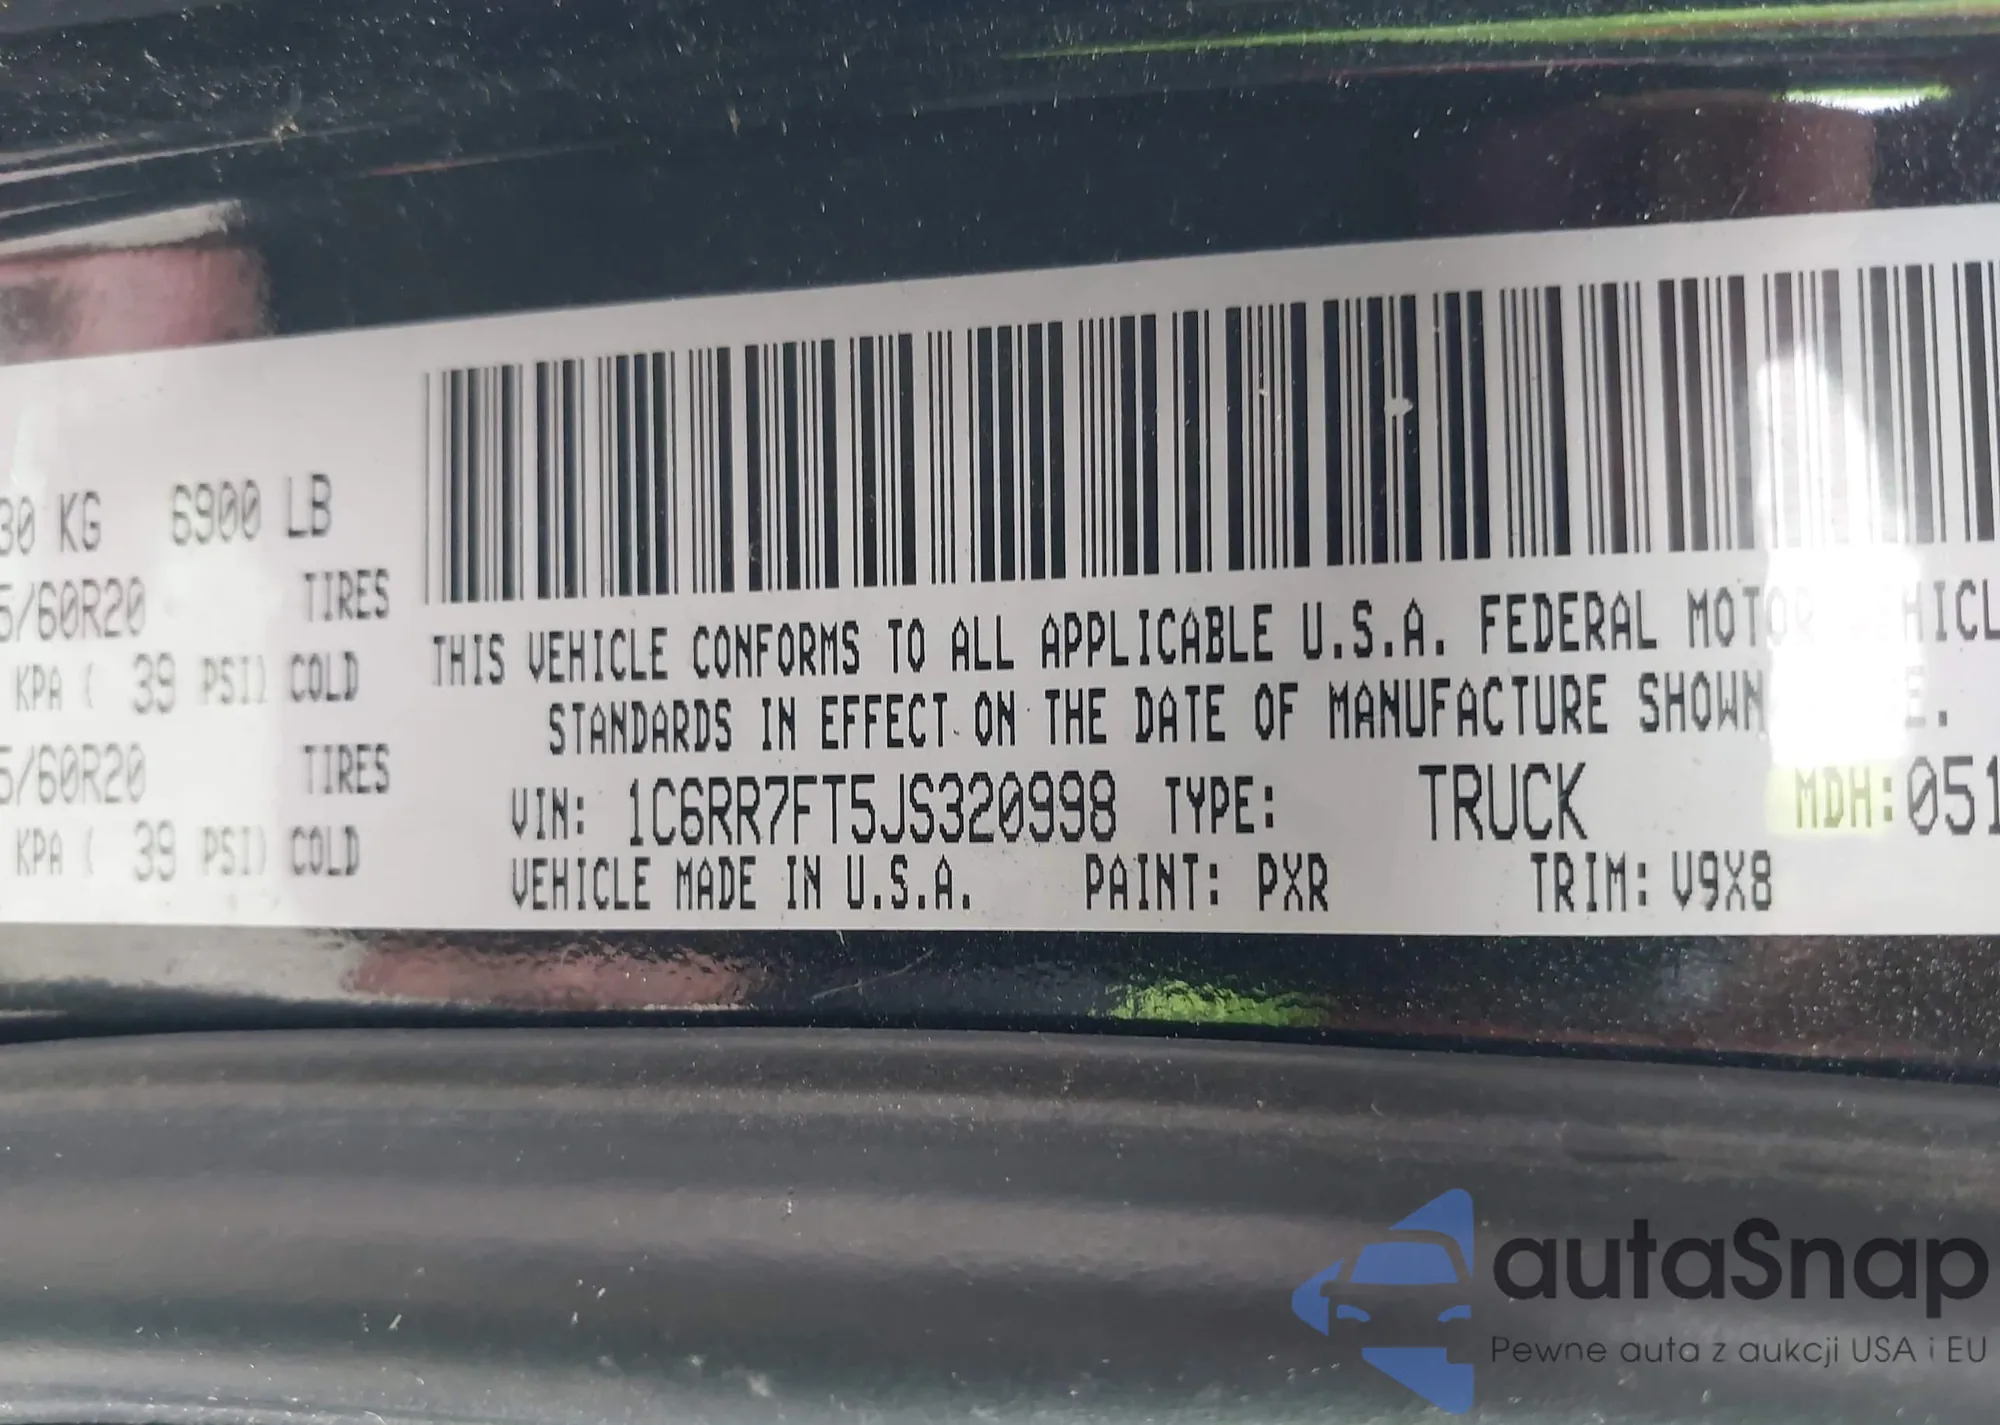 30 KG 6900 LB
5/60R20 TIRES
KPA ( 39 PSI) COLD
5/60R20 TIRES
KPA ( 39 PSI) COLD
THIS VEHICLE CONFORMS TO ALL APPLICABLE U.S.A. FEDERAL MOTOR VEHICL
STANDARDS IN EFFECT ON THE DATE OF MANUFACTURE SHOWN
VIN: 1C6RR7FT5JS320998 TYPE: TRUCK MDH:051
VEHICLE MADE IN U.S.A. PAINT: PXR TRIM: V9X8
autaSnap
Pewne auta z aukcji USA i EU